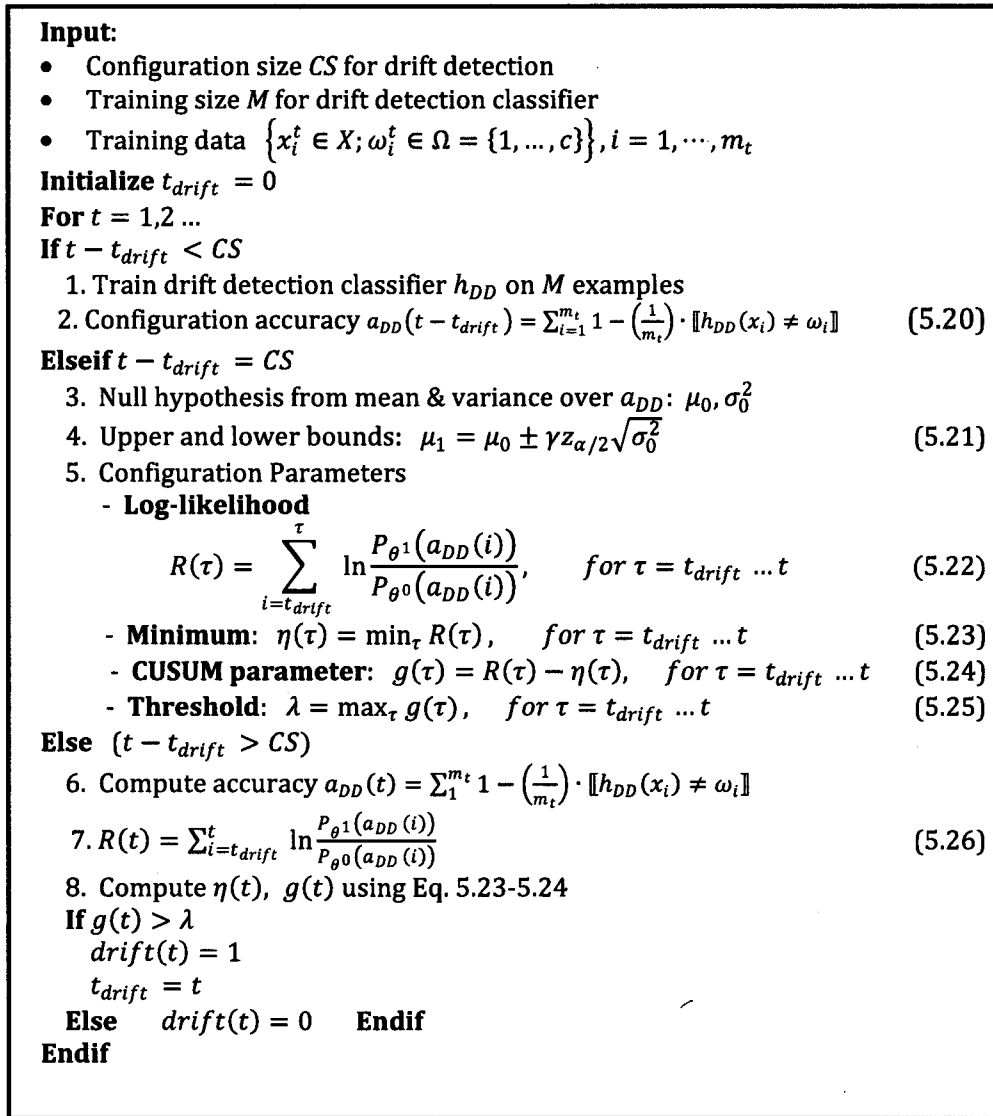 Input:
• Configuration size CS for drift detection
• Training size M for drift detection classifier
• Training data {x_i^t ∈ X; ω_i^t ∈ Ω = {1, ..., c}}, i = 1, ⋯, m_t
Initialize t_drift = 0
For t = 1,2 ...
If t − t_drift < CS
1. Train drift detection classifier h_DD on M examples
2. Configuration accuracy a_DD(t − t_drift) = ∑_{i=1}^{m_t} 1 − (1/m_t) · ⟦h_DD(x_i) ≠ ω_i⟧ (5.20)
Elseif t − t_drift = CS
3. Null hypothesis from mean & variance over a_DD: μ_0, σ_0^2
4. Upper and lower bounds: μ_1 = μ_0 ± γz_{α/2}√(σ_0^2) (5.21)
5. Configuration Parameters
- Log-likelihood
R(τ) = ∑_{i=t_drift}^{τ} ln (P_{θ^1}(a_DD(i)) / P_{θ^0}(a_DD(i))), for τ = t_drift ... t (5.22)
- Minimum: η(τ) = min_τ R(τ), for τ = t_drift ... t (5.23)
- CUSUM parameter: g(τ) = R(τ) − η(τ), for τ = t_drift ... t (5.24)
- Threshold: λ = max_τ g(τ), for τ = t_drift ... t (5.25)
Else (t − t_drift > CS)
6. Compute accuracy a_DD(t) = ∑_1^{m_t} 1 − (1/m_t) · ⟦h_DD(x_i) ≠ ω_i⟧
7. R(t) = ∑_{i=t_drift}^{t} ln (P_{θ^1}(a_DD(i)) / P_{θ^0}(a_DD(i))) (5.26)
8. Compute η(t), g(t) using Eq. 5.23-5.24
If g(t) > λ
drift(t) = 1
t_drift = t
Else drift(t) = 0 Endif
Endif